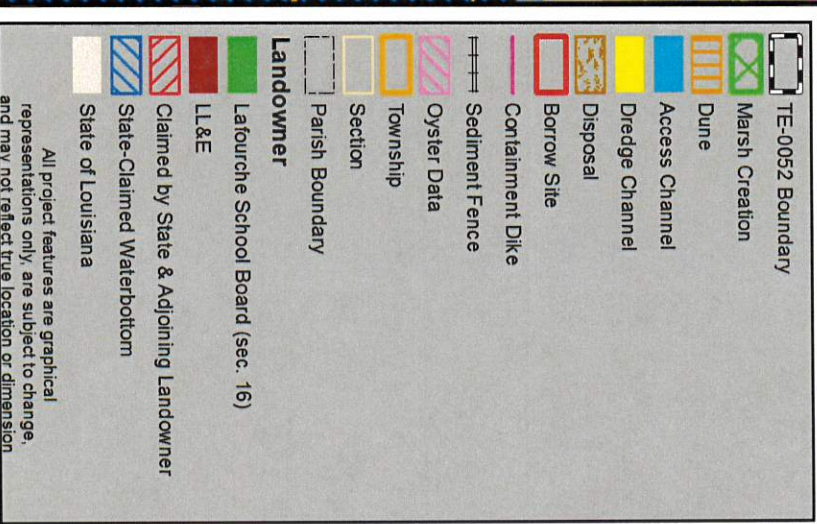 TE-0052 Boundary
Marsh Creation
Dune
Access Channel
Dredge Channel
Disposal
Borrow Site
Containment Dike
Sediment Fence
Oyster Data
Township
Section
Parish Boundary
Landowner
Lafourche School Board (sec. 16)
LL&E
Claimed by State & Adjoining Landowner
State-Claimed Waterbottom
State of Louisiana
All project features are graphical
representations only, are subject to change,
and may not reflect true location or dimension